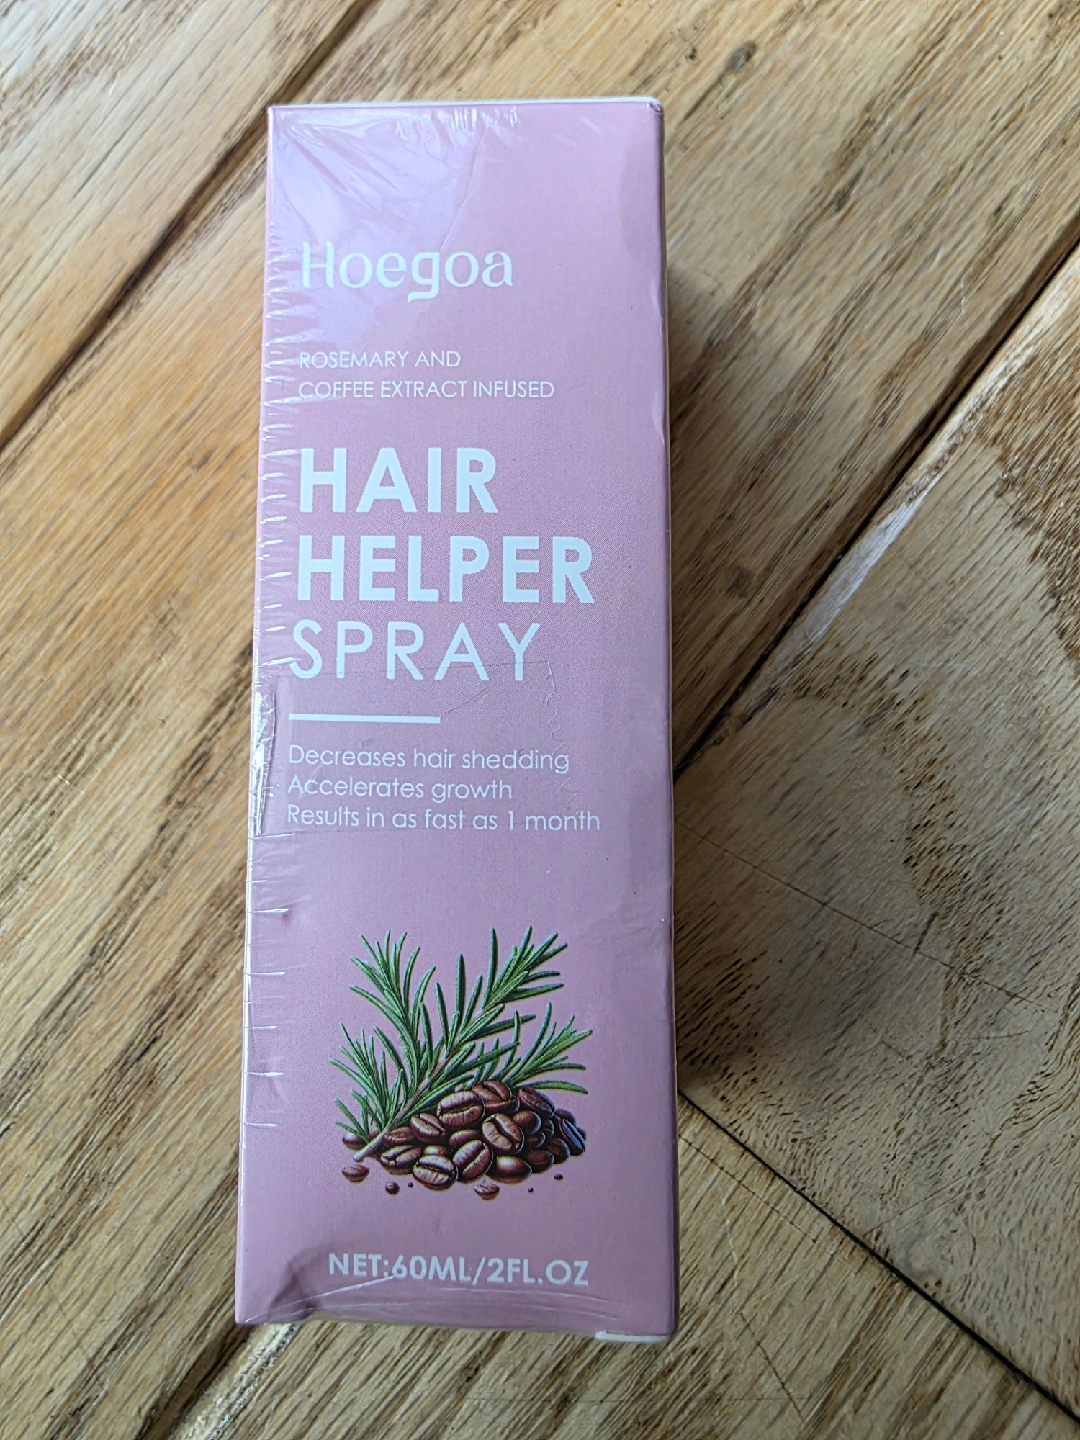 Hoegoa
ROSEMARY AND
COFFEE EXTRACT INFUSED
HAIR
HELPER
SPRAY
Decreases hair shedding
Accelerates growth
Results in as fast as 1 month
NET:60ML/2FL.OZ